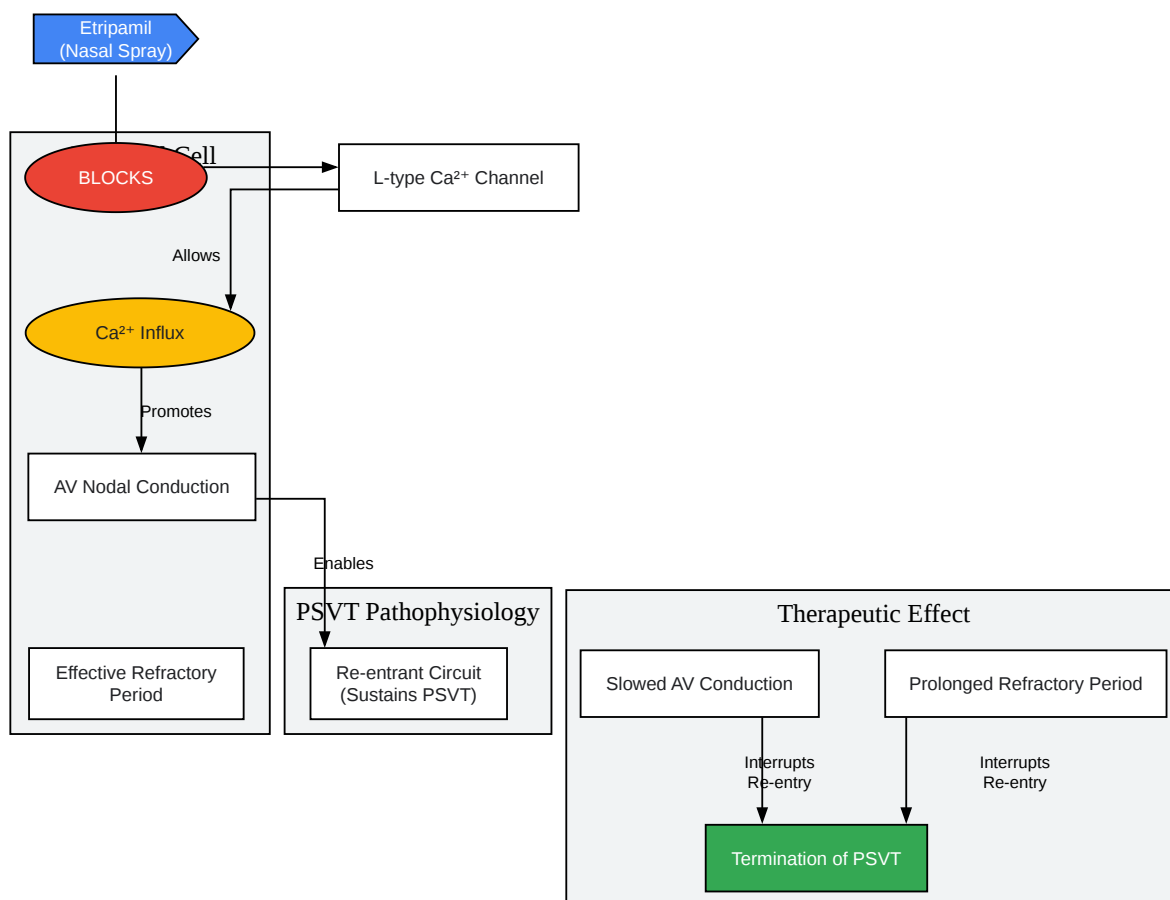 Etripamil
(Nasal Spray)
Cell
BLOCKS
L-type Ca²⁺ Channel
Allows
Ca²⁺ Influx
Promotes
AV Nodal Conduction
Enables
PSVT Pathophysiology
Therapeutic Effect
Effective Refractory
Period
Re-entrant Circuit
(Sustains PSVT)
Slowed AV Conduction
Prolonged Refractory Period
Interrupts
Re-entry
Interrupts
Re-entry
Termination of PSVT